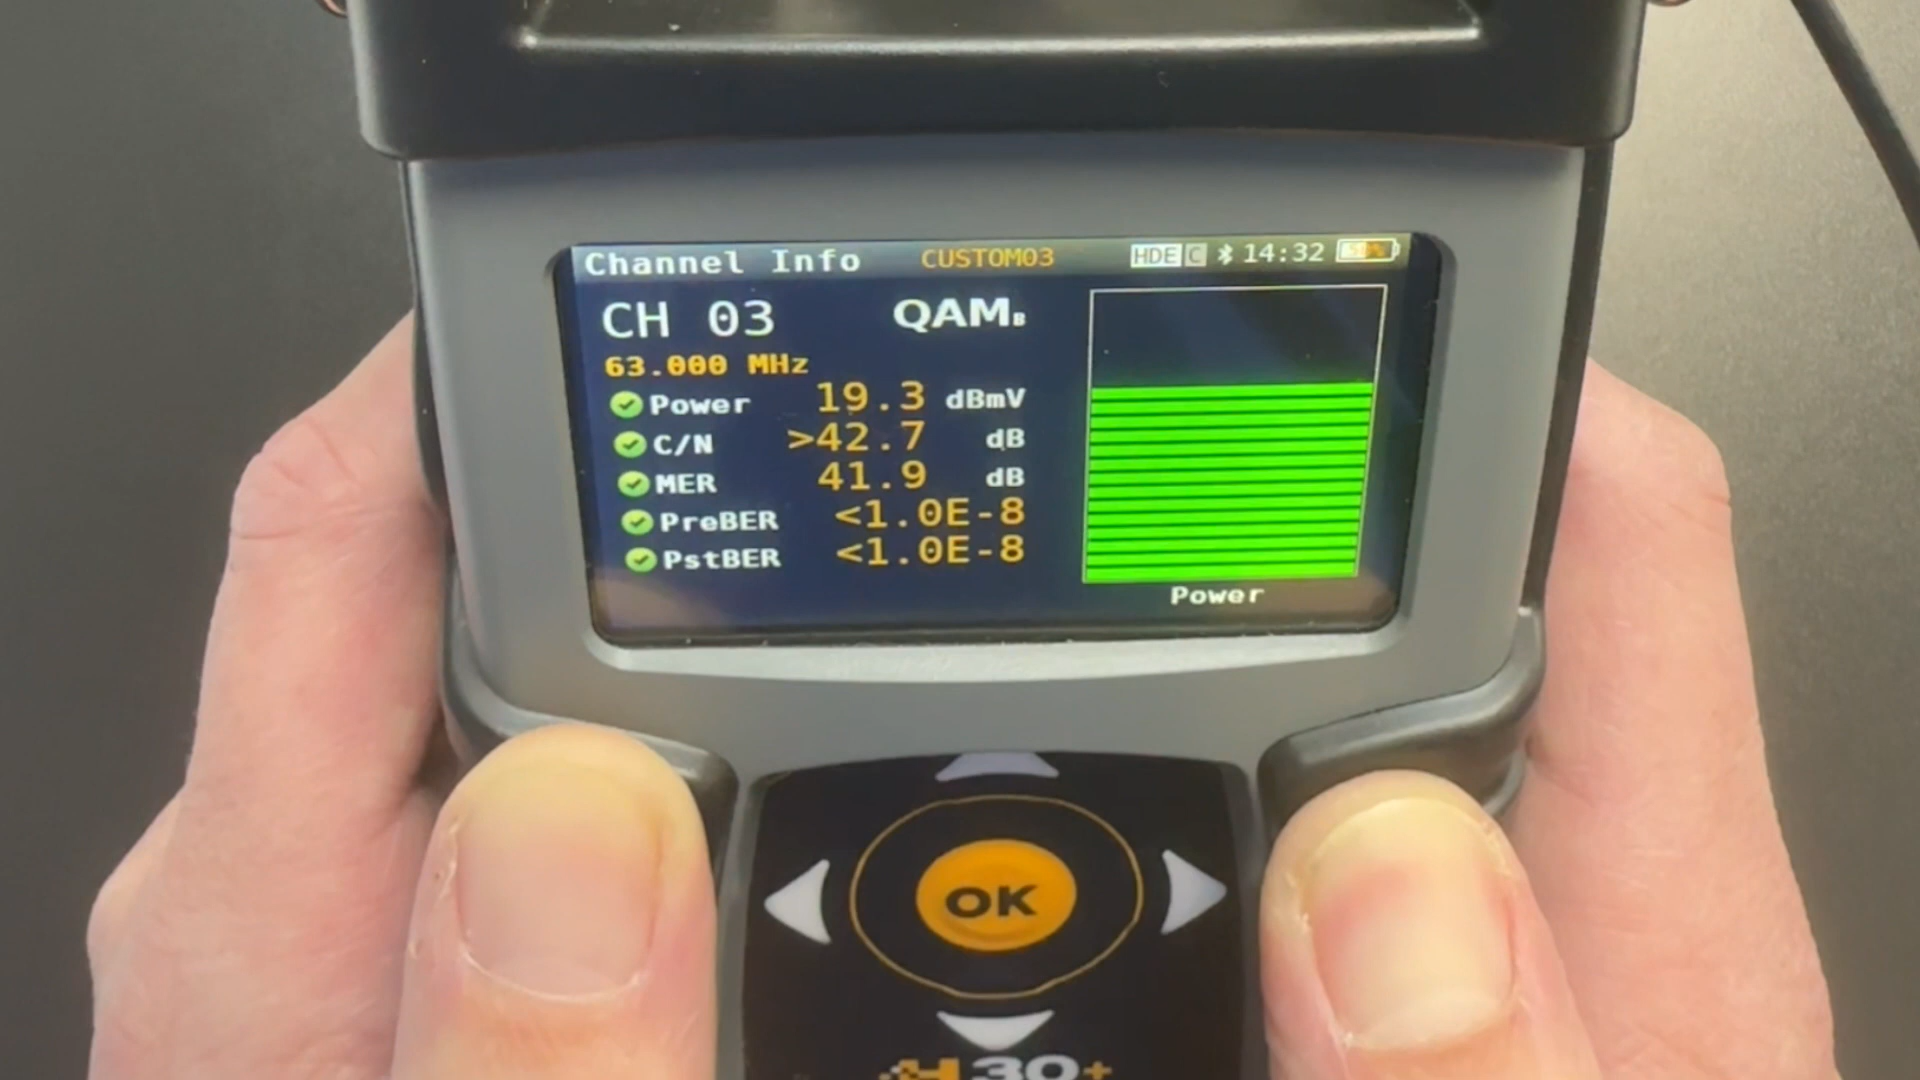 Channel Info CUSTOM03 HDE C 14:32
CH 03 QAMB
63.000 MHz
Power 19.3 dBmV
C/N >42.7 dB
MER 41.9 dB
PreBER <1.0E-8
PstBER <1.0E-8
Power
OK
H30+